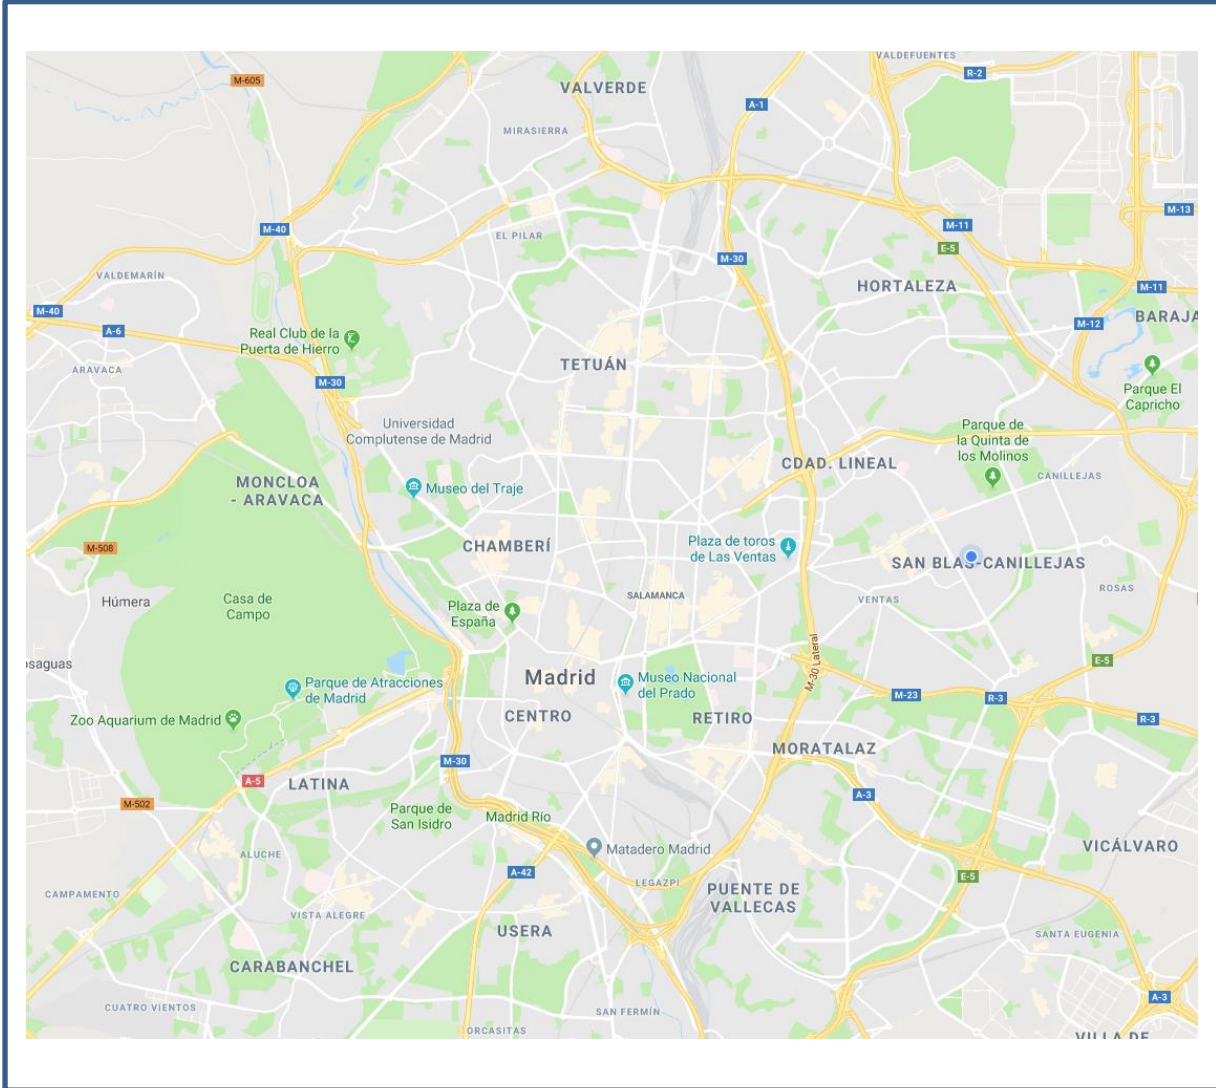 VALDEFUENTES
R-2
M-605
VALVERDE
A-1
MIRASIERRA
M-13
M-40
M-11
EL PILAR
E-5
M-30
VALDEMARÍN
HORTALEZA
M-11
M-40
BARAJA
A-6
M-12
Real Club de la
Puerta de Hierro
TETUÁN
ARAVACA
Parque El
Capricho
M-30
Universidad
Complutense de Madrid
Parque de
la Quinta de
los Molinos
CDAD. LINEAL
CANILLEJAS
MONCLOA
- ARAVACA
Museo del Traje
CHAMBERÍ
Plaza de toros
de Las Ventas
M-508
SAN BLAS-CANILLEJAS
ROSAS
Húmera
Casa de
Campo
SALAMANCA
VENTAS
Plaza de
España
M-30 Lateral
osaguas
E-5
Madrid
Museo Nacional
del Prado
Parque de Atracciones
de Madrid
M-23
R-3
Zoo Aquarium de Madrid
CENTRO
RETIRO
R-3
MORATALAZ
M-30
A-5
LATINA
A-3
M-502
Parque de
San Isidro
Madrid Río
Matadero Madrid
VICÁLVARO
ALUCHE
A-42
LEGAZPI
E-5
CAMPAMENTO
PUENTE DE
VALLECAS
VISTA ALEGRE
USERA
SANTA EUGENIA
CARABANCHEL
A-3
CUATRO VIENTOS
SAN FERMÍN
ORCASITAS
VILLA DE